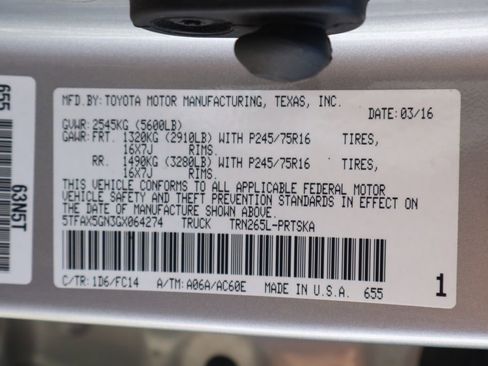 MFD.BY: TOYOTA MOTOR MANUFACTURING, TEXAS, INC.
DATE: 03/16
GVWR: 2545KG (5600LB)
GAWR: FRT. 1320KG (2910LB) WITH P245/75R16 TIRES,
16X7J RIMS.
RR. 1490KG (3280LB) WITH P245/75R16 TIRES,
16X7J RIMS.
THIS VEHICLE CONFORMS TO ALL APPLICABLE FEDERAL MOTOR
VEHICLE SAFETY AND THEFT PREVENTION STANDARDS IN EFFECT
ON THE DATE OF MANUFACTURE SHOWN ABOVE.
5TFAX5GN3GX064274 TRUCK TRN265L-PRTSKA
C/TR: 1D6/FC14 A/TM: A06A/AC60E MADE IN U.S.A. 655
1
655
63N5T